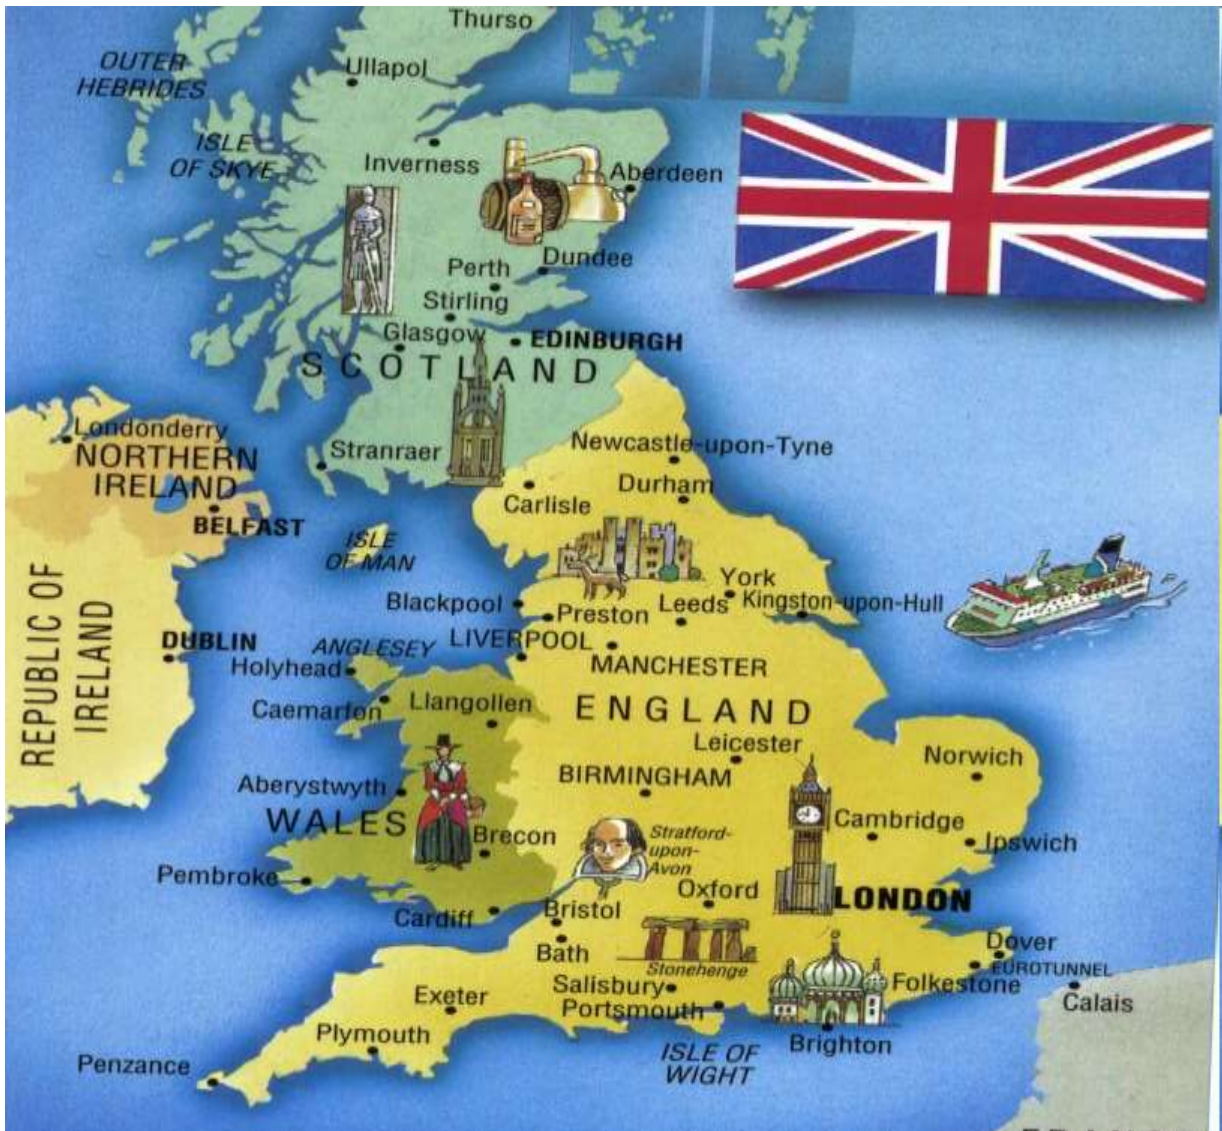 Thurso
OUTER
HEBRIDES
Ullapol
ISLE
OF SKYE
Inverness
Aberdeen
Perth
Dundee
Stirling
Glasgow
EDINBURGH
SCOTLAND
Londonderry
NORTHERN
IRELAND
BELFAST
Stranraer
Newcastle-upon-Tyne
Durham
Carlisle
ISLE
OF MAN
REPUBLIC OF
IRELAND
DUBLIN
Blackpool
Preston
York
Leeds
Kingston-upon-Hull
ANGLESEY
LIVERPOOL
MANCHESTER
Holyhead
Caemarfon
Llangollen
ENGLAND
Leicester
Norwich
BIRMINGHAM
Aberystwyth
WALES
Brecon
Stratford-
upon-
Avon
Cambridge
Ipswich
Pembroke
Oxford
LONDON
Cardiff
Bristol
Bath
Stonehenge
Dover
EUROTUNNEL
Folkestone
Calais
Salisbury
Portsmouth
Exeter
Plymouth
Brighton
ISLE OF
WIGHT
Penzance